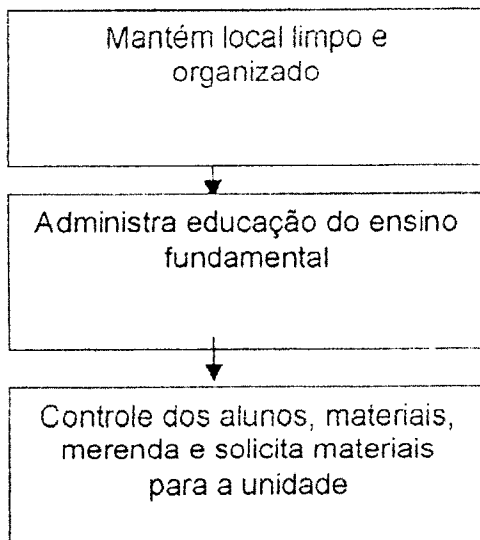 Mantém local limpo e
organizado
Administra educação do ensino
fundamental
Controle dos alunos, materiais,
merenda e solicita materiais
para a unidade